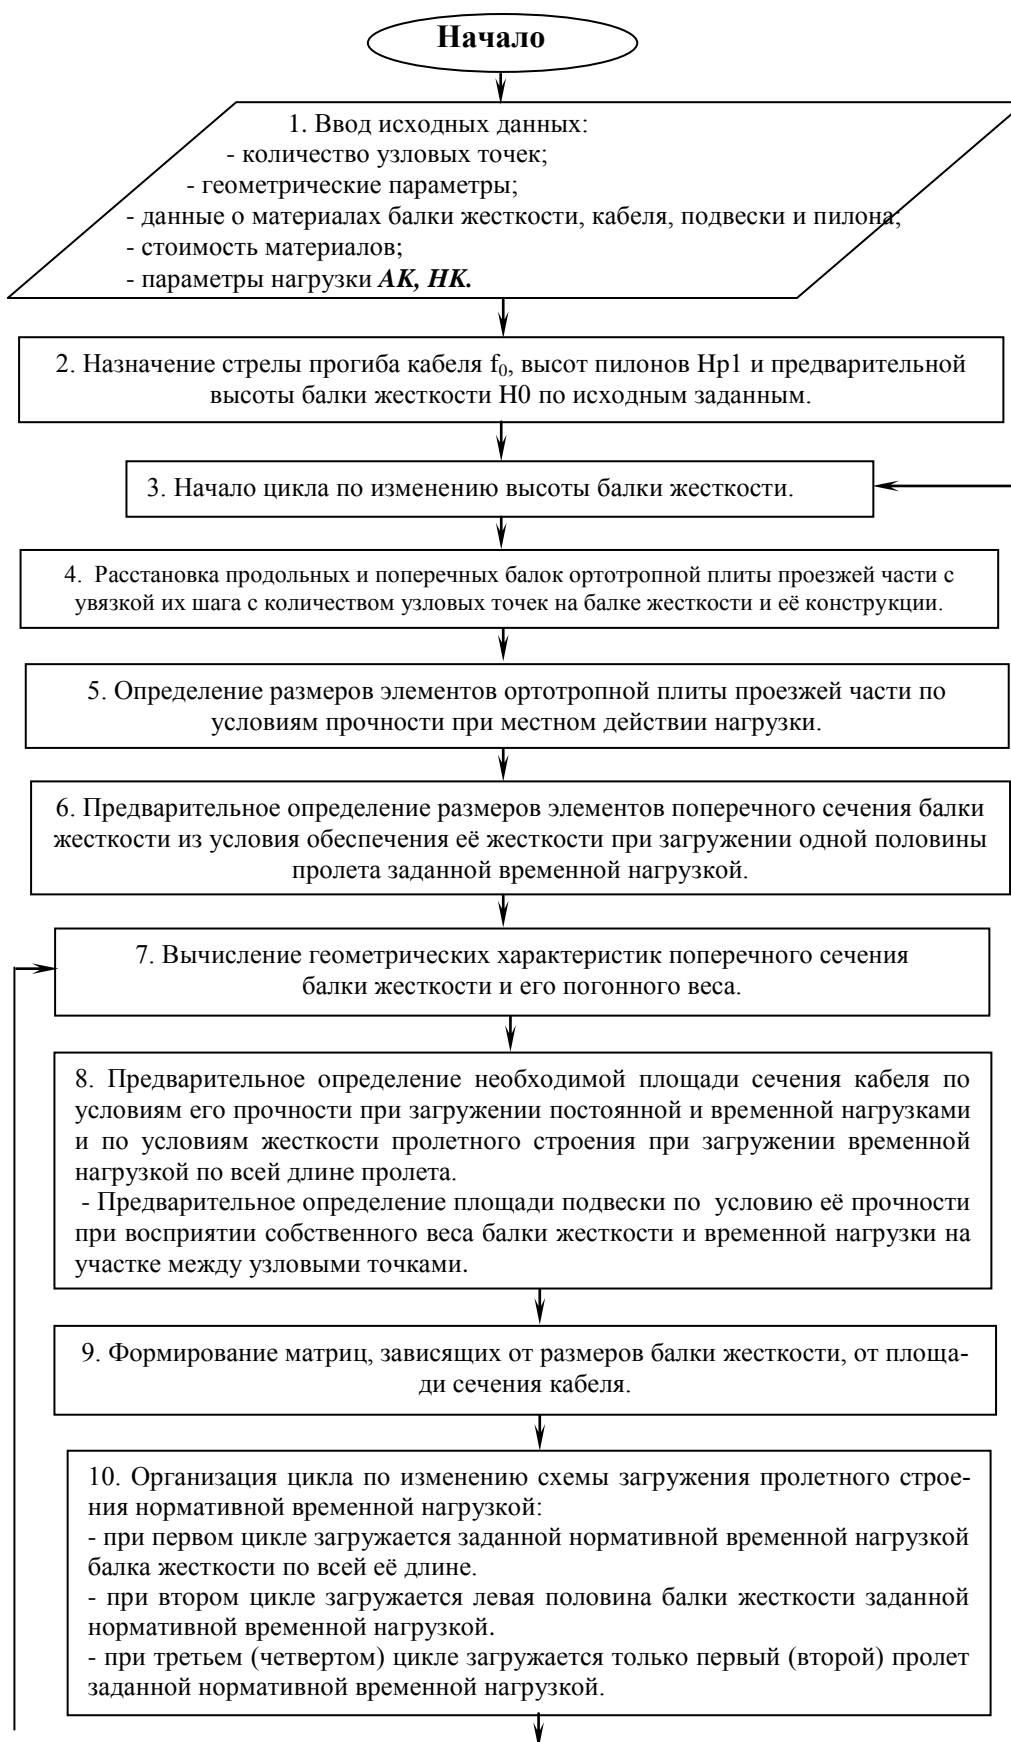 Начало
1. Ввод исходных данных:
- количество узловых точек;
- геометрические параметры;
- данные о материалах балки жесткости, кабеля, подвески и пилона;
- стоимость материалов;
- параметры нагрузки АК, НК.
2. Назначение стрелы прогиба кабеля f₀, высот пилонов Нр1 и предварительной
высоты балки жесткости Н0 по исходным заданным.
3. Начало цикла по изменению высоты балки жесткости.
4. Расстановка продольных и поперечных балок ортотропной плиты проезжей части с
увязкой их шага с количеством узловых точек на балке жесткости и её конструкции.
5. Определение размеров элементов ортотропной плиты проезжей части по
условиям прочности при местном действии нагрузки.
6. Предварительное определение размеров элементов поперечного сечения балки
жесткости из условия обеспечения её жесткости при загружении одной половины
пролета заданной временной нагрузкой.
7. Вычисление геометрических характеристик поперечного сечения
балки жесткости и его погонного веса.
8. Предварительное определение необходимой площади сечения кабеля по
условиям его прочности при загружении постоянной и временной нагрузками
и по условиям жесткости пролетного строения при загружении временной
нагрузкой по всей длине пролета.
- Предварительное определение площади подвески по условию её прочности
при восприятии собственного веса балки жесткости и временной нагрузки на
участке между узловыми точками.
9. Формирование матриц, зависящих от размеров балки жесткости, от площа-
ди сечения кабеля.
10. Организация цикла по изменению схемы загружения пролетного строе-
ния нормативной временной нагрузкой:
- при первом цикле загружается заданной нормативной временной нагрузкой
балка жесткости по всей её длине.
- при втором цикле загружается левая половина балки жесткости заданной
нормативной временной нагрузкой.
- при третьем (четвертом) цикле загружается только первый (второй) пролет
заданной нормативной временной нагрузкой.